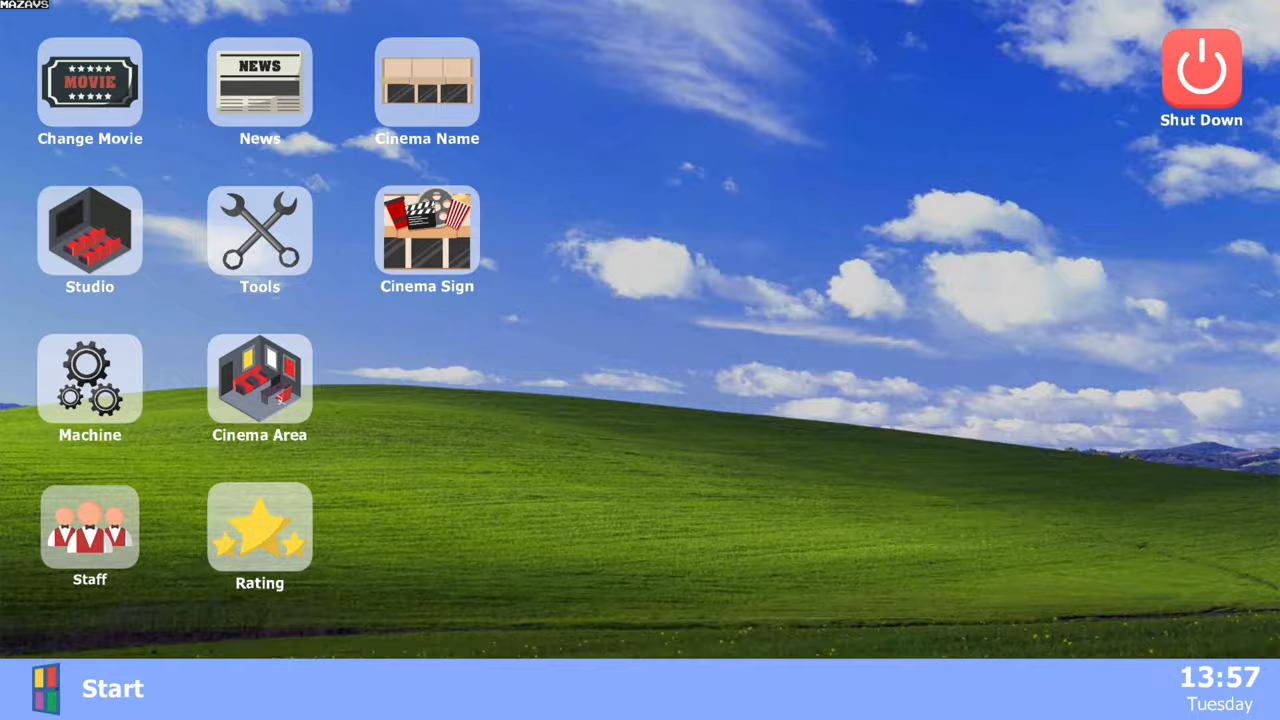 MAZAVS
MOVIE
Change Movie
NEWS
News
Cinema Name
Shut Down
Studio
Tools
Cinema Sign
Machine
Cinema Area
Staff
Rating
Start
13:57
Tuesday